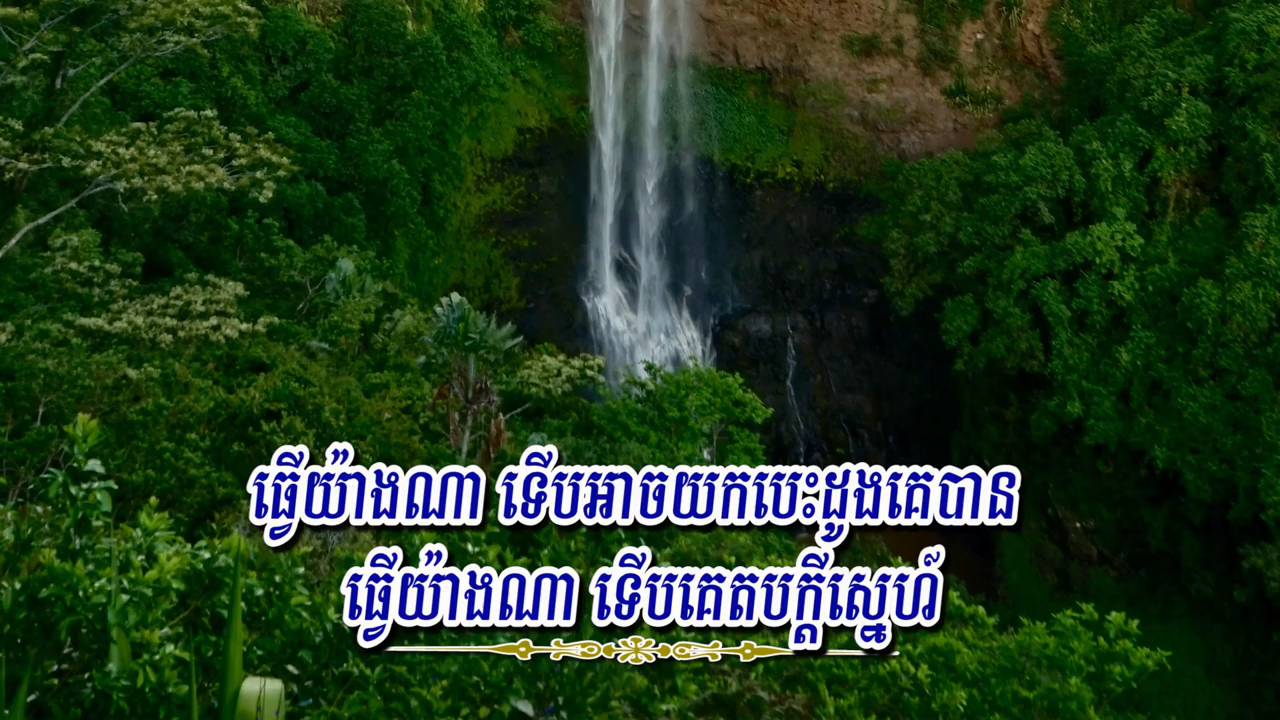 ធ្វើយ៉ាងណា ទើបអាចយកបេះដូងគេបាន
ធ្វើយ៉ាងណា ទើបគេតបក្ដីស្នេហ៍